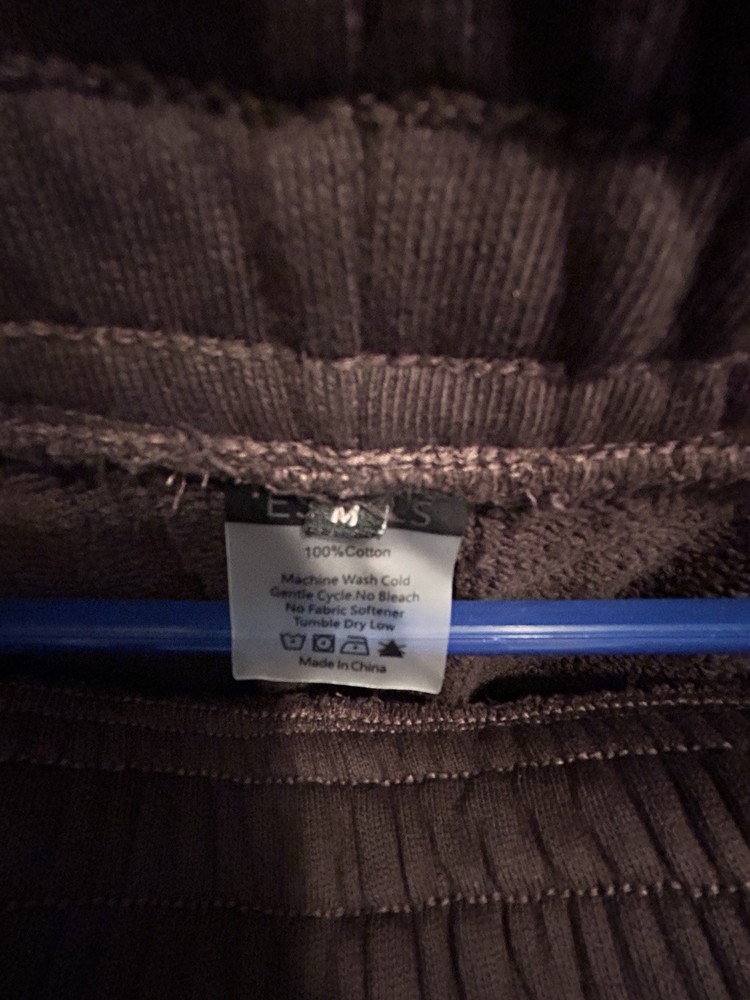 M
100%Cotton
Machine Wash Cold
Gentle Cycle.No Bleach
No Fabric Softener
Tumble Dry Low
Made In China